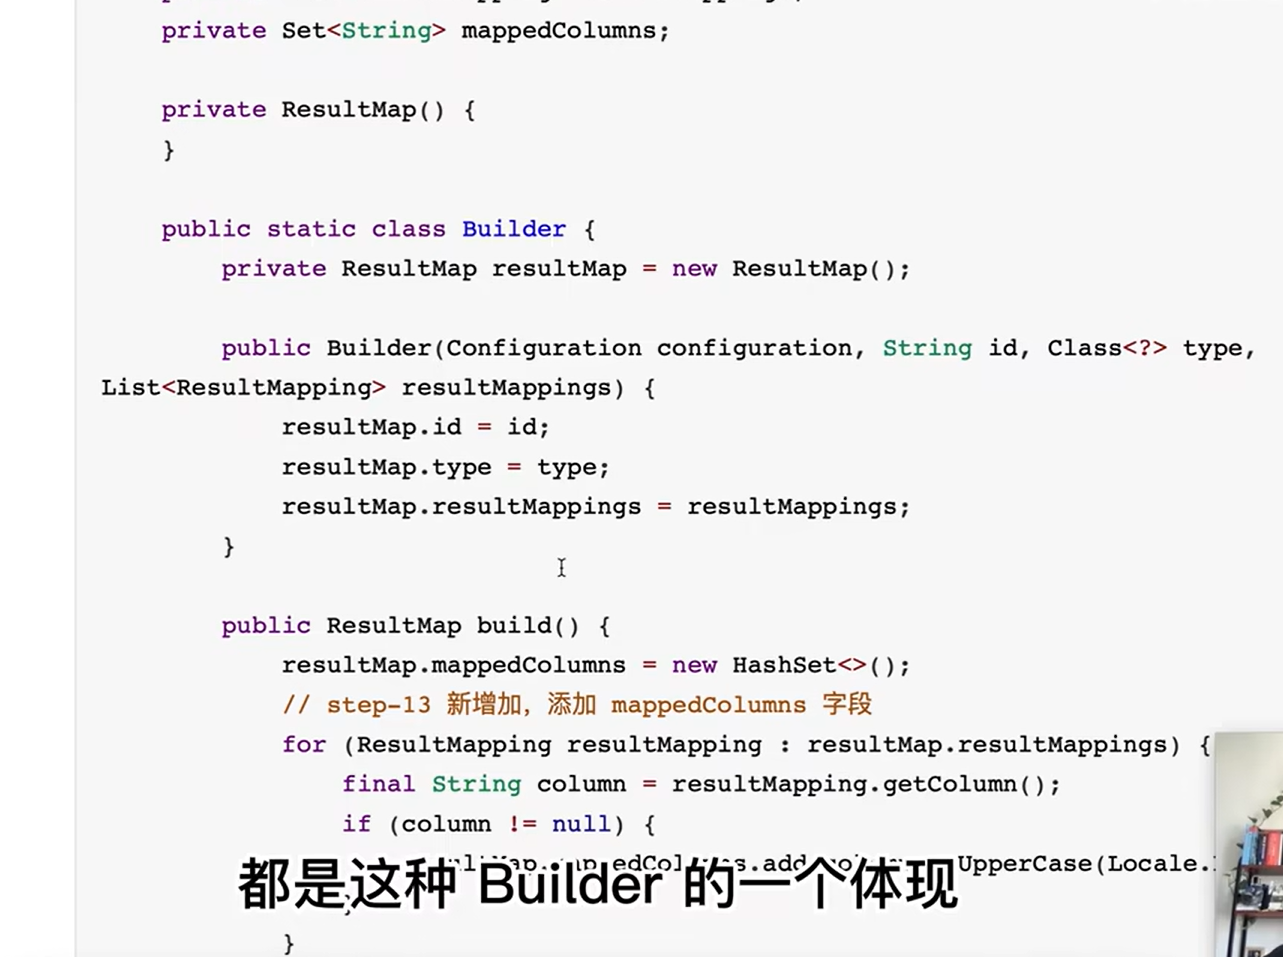 private Set<String> mappedColumns;
private ResultMap() {
}
public static class Builder {
private ResultMap resultMap = new ResultMap();
public Builder(Configuration configuration, String id, Class<?> type,
List<ResultMapping> resultMappings) {
resultMap.id = id;
resultMap.type = type;
resultMap.resultMappings = resultMappings;
}
public ResultMap build() {
resultMap.mappedColumns = new HashSet<>();
// step-13 新增加，添加 mappedColumns 字段
for (ResultMapping resultMapping : resultMap.resultMappings) {
final String column = resultMapping.getColumn();
if (column != null) {
UpperCase(Locale.
都是这种 Builder 的一个体现
}
}